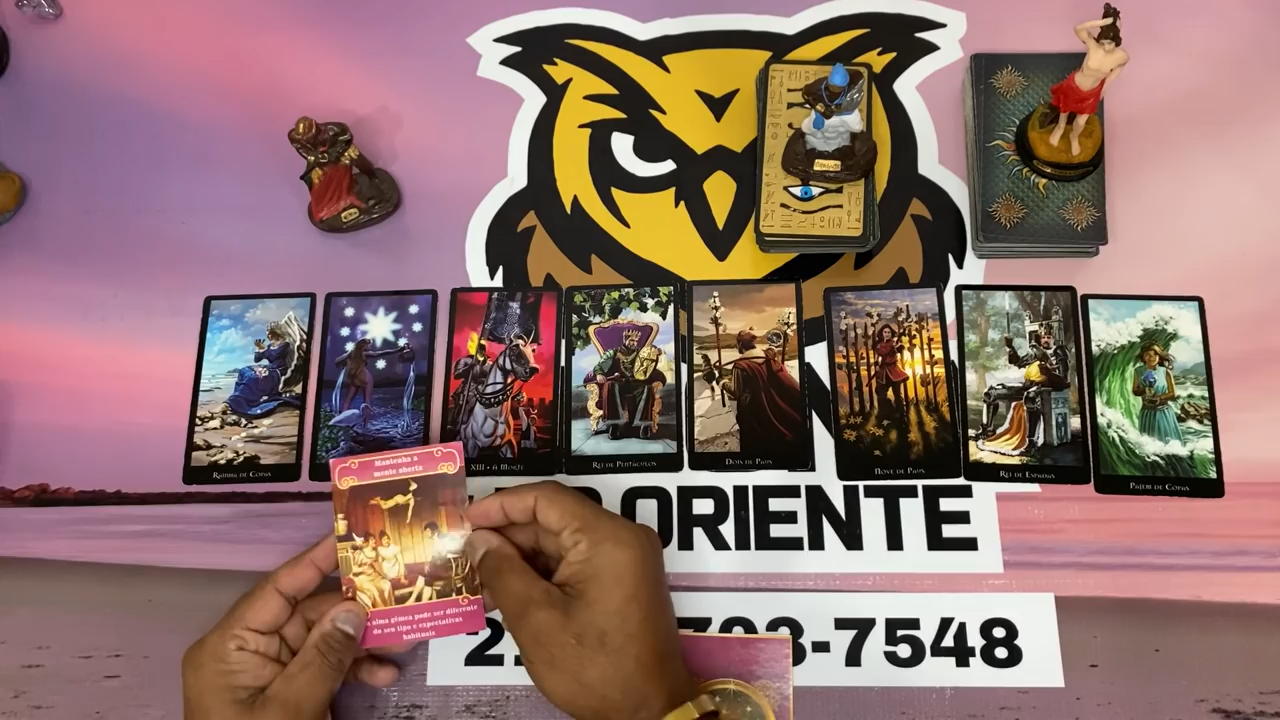 Rainha de Copas
XIII • A Morte
Rei de Pentáculos
Dois de Paus
Nove de Paus
Rei de Espadas
Pajem de Copas
Mantenha a
mente aberta
alma gêmea pode ser diferente
do seu tipo e expectativas
habituais
ORIENTE
-7548